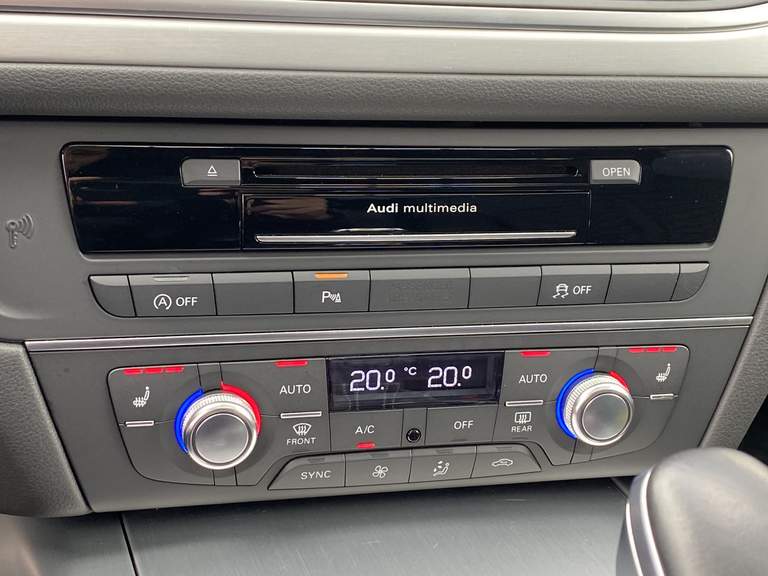 OPEN
Audi multimedia
A OFF
P
OFF
AUTO
20.0 °C 20.0
AUTO
FRONT
A/C
OFF
REAR
SYNC